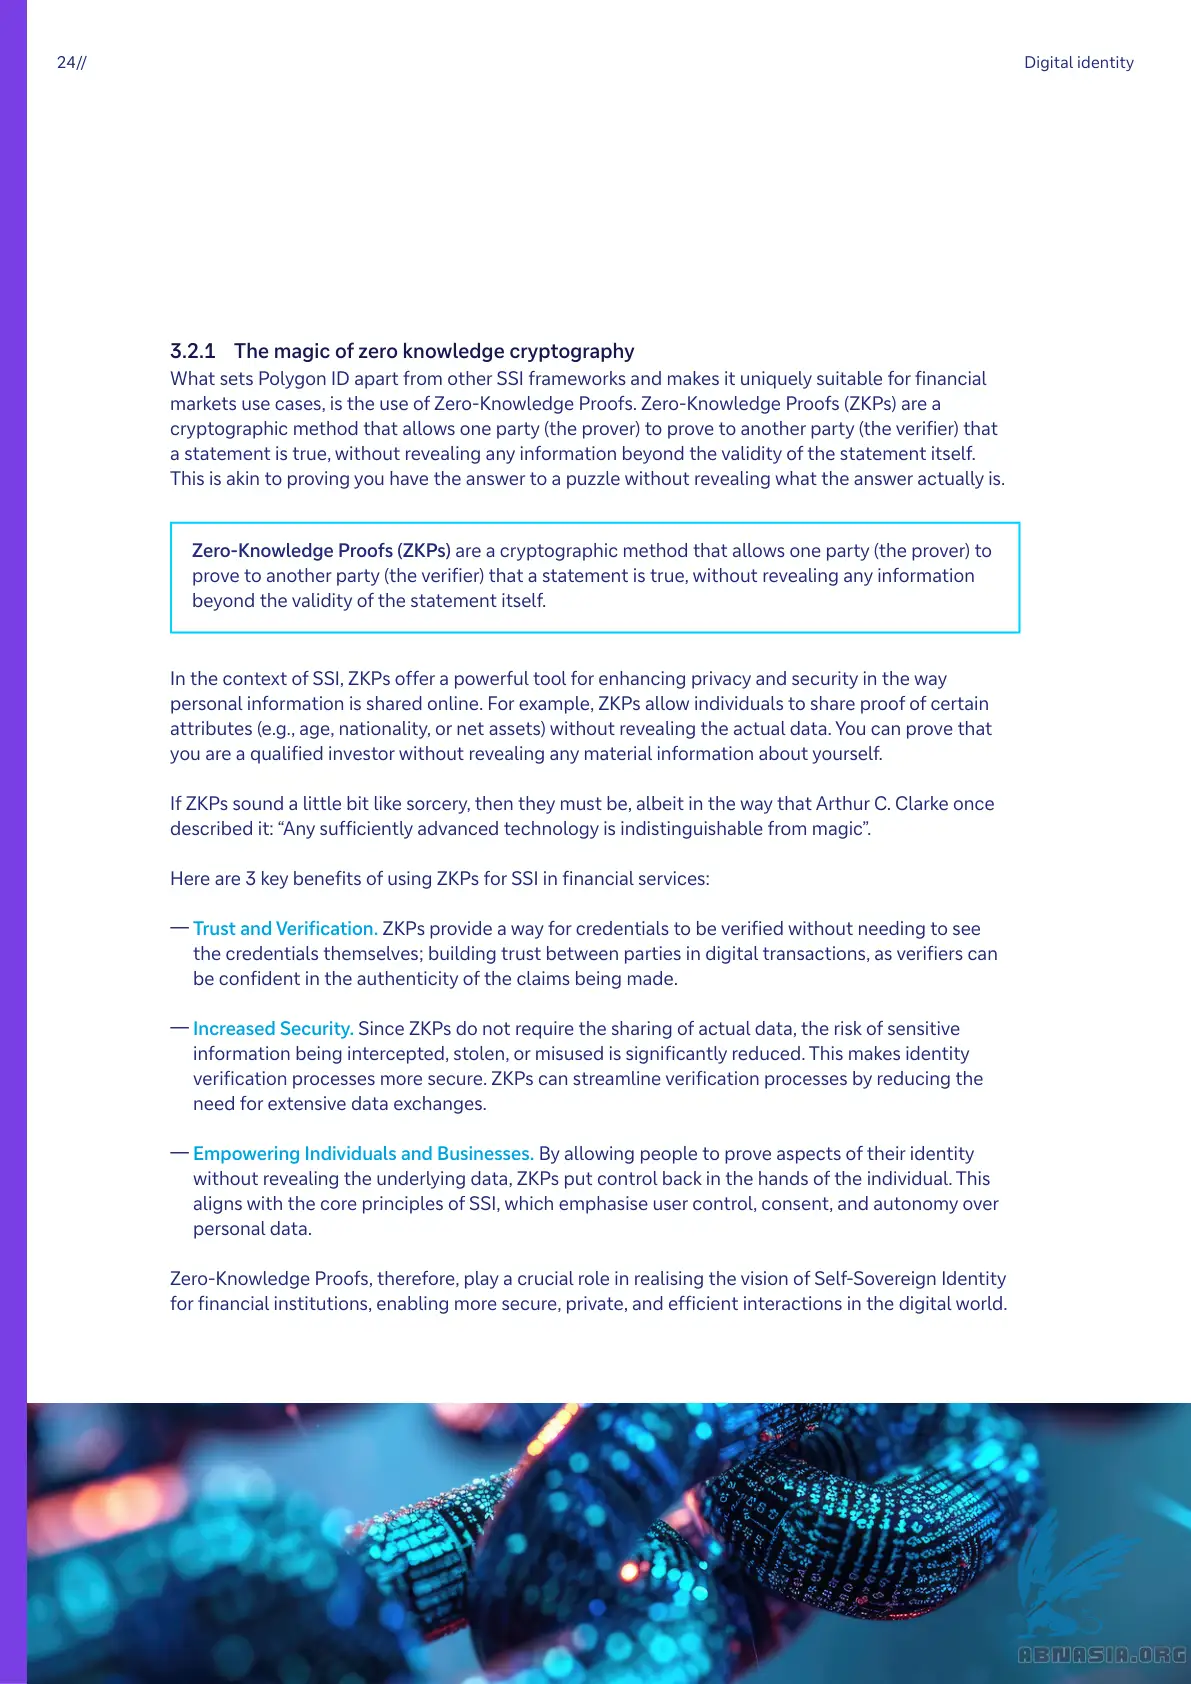 24//
Digital identity
3.2.1 The magic of zero knowledge cryptography
What sets Polygon ID apart from other SSI frameworks and makes it uniquely suitable for financial
markets use cases, is the use of Zero-Knowledge Proofs. Zero-Knowledge Proofs (ZKPs) are a
cryptographic method that allows one party (the prover) to prove to another party (the verifier) that
a statement is true, without revealing any information beyond the validity of the statement itself.
This is akin to proving you have the answer to a puzzle without revealing what the answer actually is.
Zero-Knowledge Proofs (ZKPs) are a cryptographic method that allows one party (the prover) to
prove to another party (the verifier) that a statement is true, without revealing any information
beyond the validity of the statement itself.
In the context of SSI, ZKPs offer a powerful tool for enhancing privacy and security in the way
personal information is shared online. For example, ZKPs allow individuals to share proof of certain
attributes (e.g., age, nationality, or net assets) without revealing the actual data. You can prove that
you are a qualified investor without revealing any material information about yourself.
If ZKPs sound a little bit like sorcery, then they must be, albeit in the way that Arthur C. Clarke once
described it: “Any sufficiently advanced technology is indistinguishable from magic”.
Here are 3 key benefits of using ZKPs for SSI in financial services:
— Trust and Verification. ZKPs provide a way for credentials to be verified without needing to see
the credentials themselves; building trust between parties in digital transactions, as verifiers can
be confident in the authenticity of the claims being made.
— Increased Security. Since ZKPs do not require the sharing of actual data, the risk of sensitive
information being intercepted, stolen, or misused is significantly reduced. This makes identity
verification processes more secure. ZKPs can streamline verification processes by reducing the
need for extensive data exchanges.
— Empowering Individuals and Businesses. By allowing people to prove aspects of their identity
without revealing the underlying data, ZKPs put control back in the hands of the individual. This
aligns with the core principles of SSI, which emphasise user control, consent, and autonomy over
personal data.
Zero-Knowledge Proofs, therefore, play a crucial role in realising the vision of Self-Sovereign Identity
for financial institutions, enabling more secure, private, and efficient interactions in the digital world.
ABNASIA.ORG